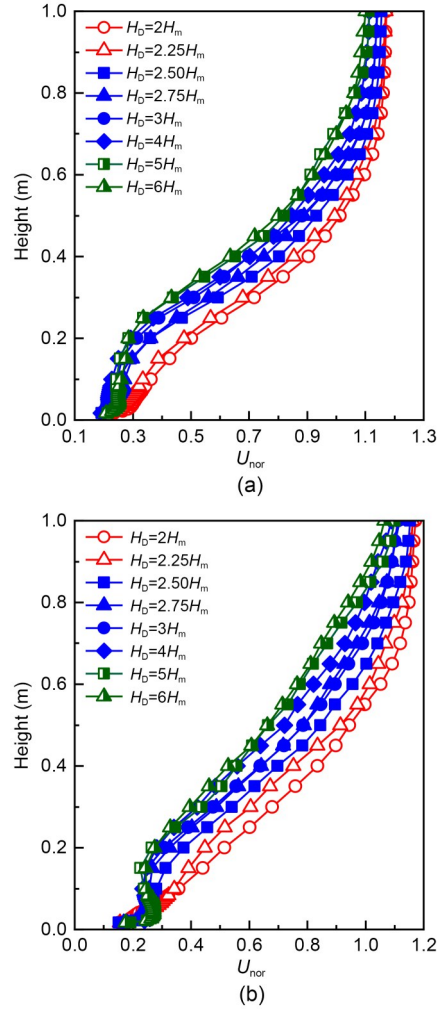 1.0
0.8
0.6
0.4
0.2
0.0
Height (m)
H_D=2H_m
H_D=2.25H_m
H_D=2.50H_m
H_D=2.75H_m
H_D=3H_m
H_D=4H_m
H_D=5H_m
H_D=6H_m
0.1 0.3 0.5 0.7 0.9 1.1 1.3
U_nor
(a)
1.0
0.8
0.6
0.4
0.2
0.0
Height (m)
H_D=2H_m
H_D=2.25H_m
H_D=2.50H_m
H_D=2.75H_m
H_D=3H_m
H_D=4H_m
H_D=5H_m
H_D=6H_m
0.0 0.2 0.4 0.6 0.8 1.0 1.2
U_nor
(b)